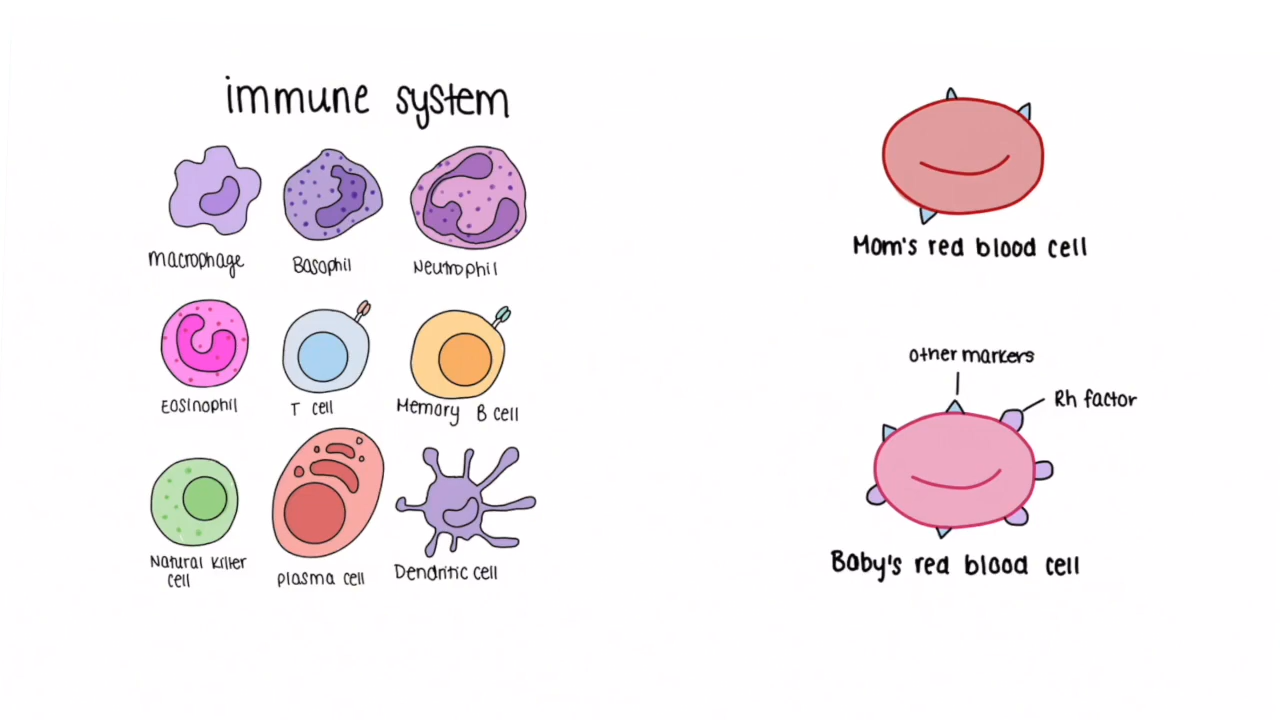 immune system
macrophage
Basophil
Neutrophil
Eosinophil
T cell
Memory B cell
Natural Killer
cell
plasma cell
Dendritic cell
Mom's red blood cell
other markers
Rh factor
Baby's red blood cell